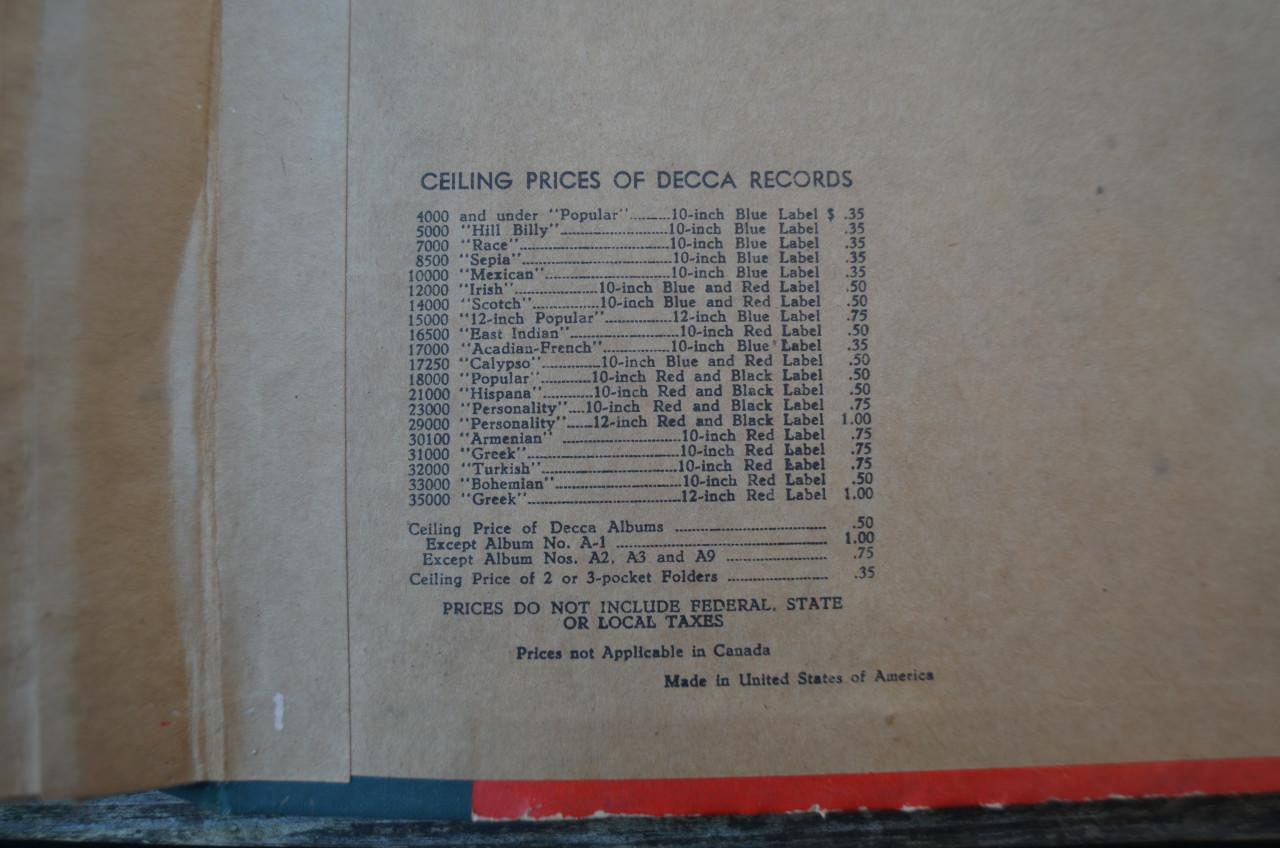 CEILING PRICES OF DECCA RECORDS
4000 and under "Popular"..........10-inch Blue Label $ .35
5000 "Hill Billy"..............................10-inch Blue Label .35
7000 "Race"..........................................10-inch Blue Label .35
8500 "Sepia"..........................................10-inch Blue Label .35
10000 "Mexican"...................................10-inch Blue Label .35
12000 "Irish".......................10-inch Blue and Red Label .50
14000 "Scotch"...................10-inch Blue and Red Label .50
15000 "12-inch Popular"...................12-inch Blue Label .75
16500 "East Indian"..............................10-inch Red Label .50
17000 "Acadian-French"...................10-inch Blue Label .35
17250 "Calypso"................10-inch Blue and Red Label .50
18000 "Popular"..............10-inch Red and Black Label .50
21000 "Hispana"..............10-inch Red and Black Label .50
23000 "Personality"....10-inch Red and Black Label .75
29000 "Personality"......12-inch Red and Black Label 1.00
30100 "Armenian" ................................10-inch Red Label .75
31000 "Greek"..........................................10-inch Red Label .75
32000 "Turkish"......................................10-inch Red Label .75
33000 "Bohemian"..................................10-inch Red Label .50
35000 "Greek"..........................................12-inch Red Label 1.00
Ceiling Price of Decca Albums ........................................ .50
Except Album No. A-1 ........................................................ 1.00
Except Album Nos. A2, A3 and A9 ........................... .75
Ceiling Price of 2 or 3-pocket Folders .......................... .35
PRICES DO NOT INCLUDE FEDERAL, STATE
OR LOCAL TAXES
Prices not Applicable in Canada
Made in United States of America